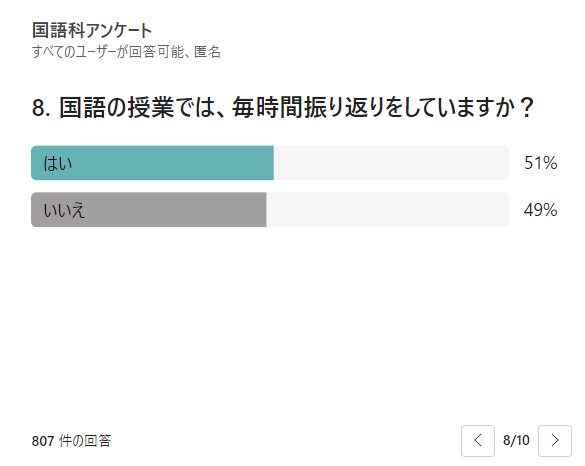 国語科アンケート
すべてのユーザーが回答可能、匿名
8. 国語の授業では、毎時間振り返りをしていますか？
はい 51%
いいえ 49%
807 件の回答 8/10